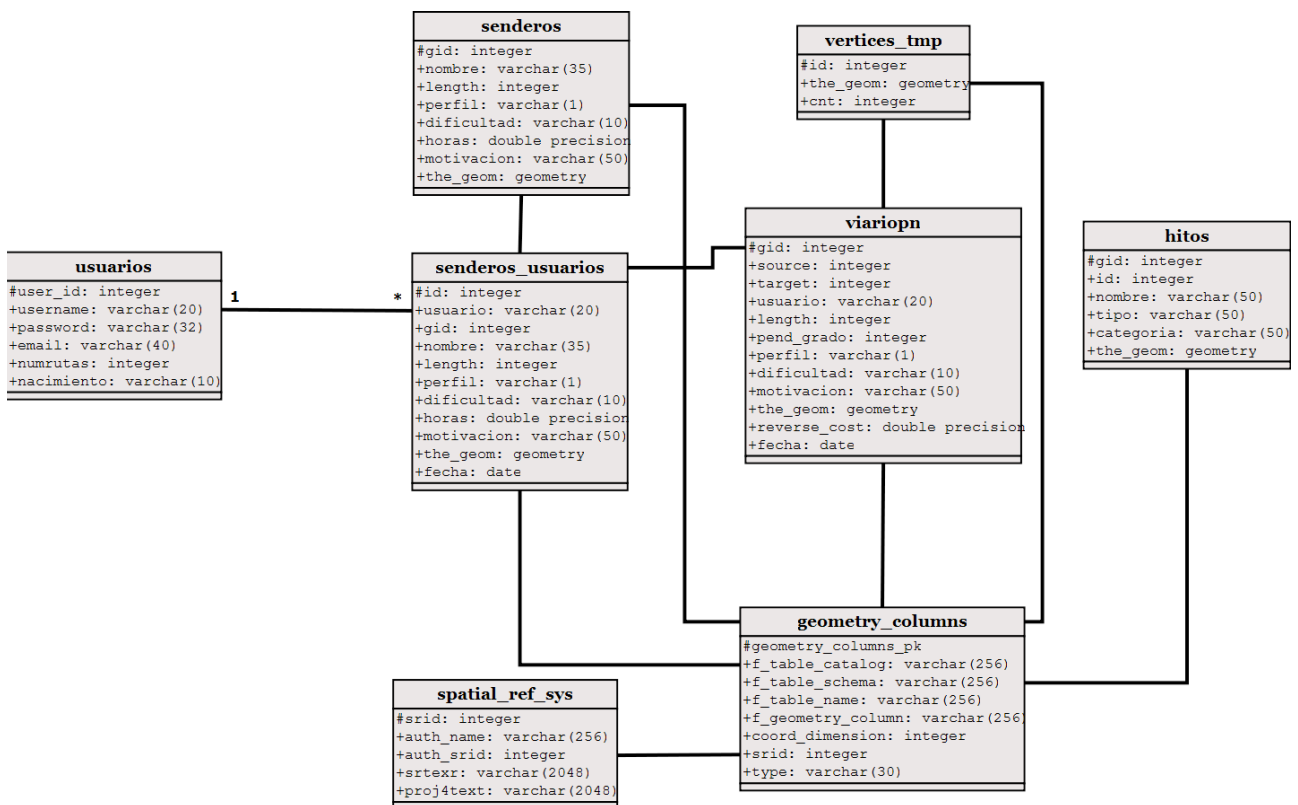 senderos
#gid: integer
+nombre: varchar(35)
+length: integer
+perfil: varchar(1)
+dificultad: varchar(10)
+horas: double precision
+motivacion: varchar(50)
+the_geom: geometry
vertices_tmp
#id: integer
+the_geom: geometry
+cnt: integer
usuarios
#user_id: integer
+username: varchar(20)
+password: varchar(32)
+email: varchar(40)
+numrutas: integer
+nacimiento: varchar(10)
1
*
senderos_usuarios
#id: integer
+usuario: varchar(20)
+gid: integer
+nombre: varchar(35)
+length: integer
+perfil: varchar(1)
+dificultad: varchar(10)
+horas: double precision
+motivacion: varchar(50)
+the_geom: geometry
+fecha: date
viariopn
#gid: integer
+source: integer
+target: integer
+usuario: varchar(20)
+length: integer
+pend_grado: integer
+perfil: varchar(1)
+dificultad: varchar(10)
+motivacion: varchar(50)
+the_geom: geometry
+reverse_cost: double precision
+fecha: date
hitos
#gid: integer
+id: integer
+nombre: varchar(50)
+tipo: varchar(50)
+categoria: varchar(50)
+the_geom: geometry
spatial_ref_sys
#srid: integer
+auth_name: varchar(256)
+auth_srid: integer
+srtexr: varchar(2048)
+proj4text: varchar(2048)
geometry_columns
#geometry_columns_pk
+f_table_catalog: varchar(256)
+f_table_schema: varchar(256)
+f_table_name: varchar(256)
+f_geometry_column: varchar(256)
+coord_dimension: integer
+srid: integer
+type: varchar(30)